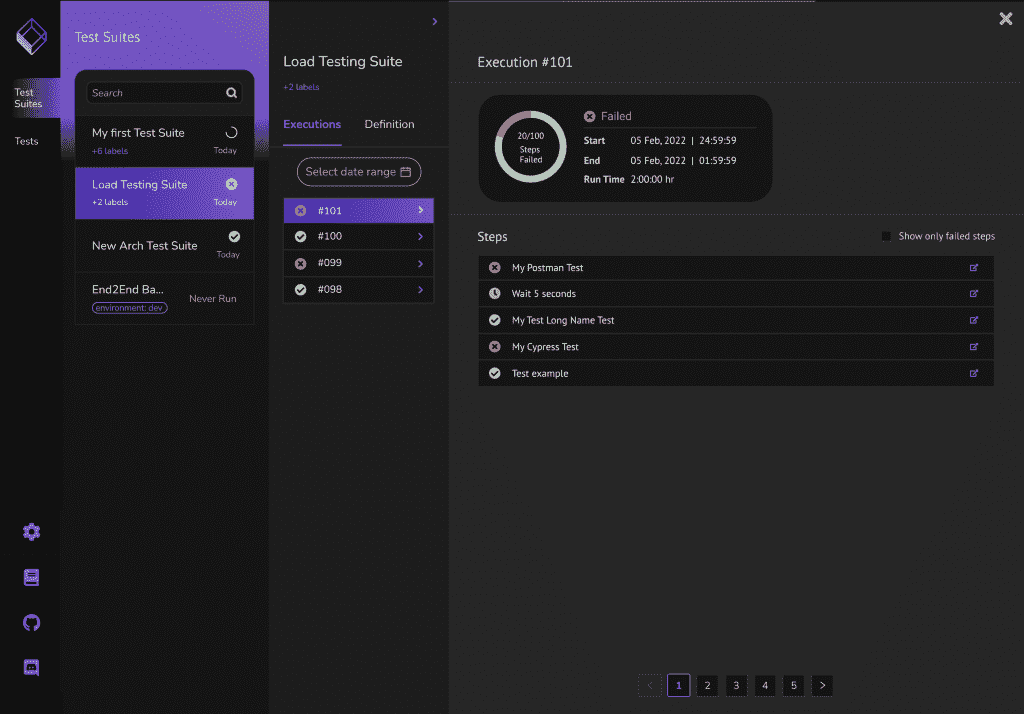 Test
Suites
Tests
Test Suites
Search
My first Test Suite
+6 labels
Today
Load Testing Suite
+2 labels
Today
New Arch Test Suite
Today
End2End Ba...
environment: dev
Never Run
Load Testing Suite
+2 labels
Executions
Definition
Select date range
#101
#100
#099
#098
Execution #101
20/100
Steps
Failed
Failed
Start 05 Feb, 2022 | 24:59:59
End 05 Feb, 2022 | 01:59:59
Run Time 2:00:00 hr
Steps
Show only failed steps
My Postman Test
Wait 5 seconds
My Test Long Name Test
My Cypress Test
Test example
< 1 2 3 4 5 >